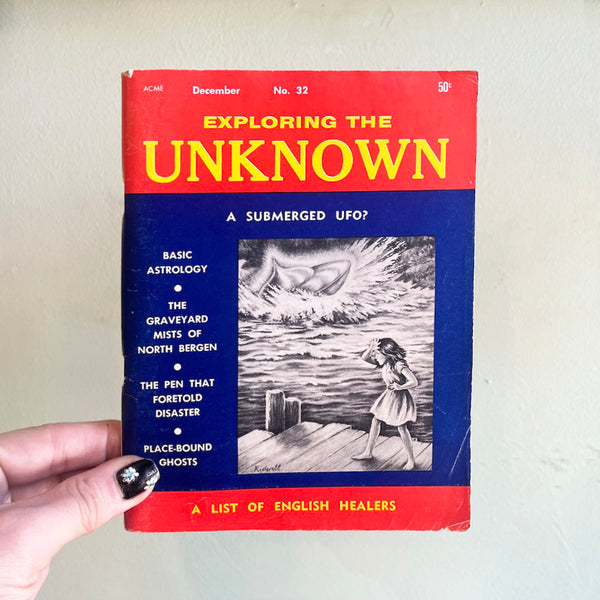 ACME December No. 32 50¢
EXPLORING THE
UNKNOWN
A SUBMERGED UFO?
BASIC
ASTROLOGY
THE
GRAVEYARD
MISTS OF
NORTH BERGEN
THE PEN THAT
FORETOLD
DISASTER
PLACE-BOUND
GHOSTS
Kidwell
A LIST OF ENGLISH HEALERS